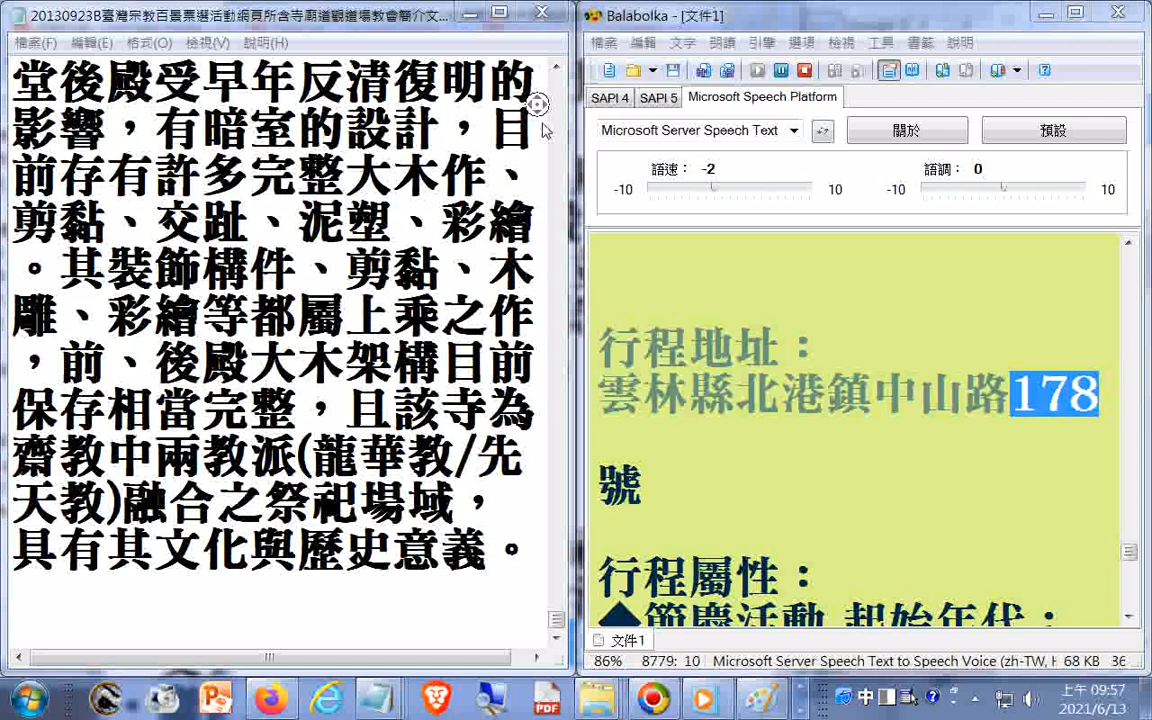 20130923B臺灣宗教百景票選活動網頁所含寺廟道觀道場教會簡介文...
檔案(F) 編輯(E) 格式(O) 檢視(V) 說明(H)
堂後殿受早年反清復明的
影響，有暗室的設計，目
前存有許多完整大木作、
剪黏、交趾、泥塑、彩繪
。其裝飾構件、剪黏、木
雕、彩繪等都屬上乘之作
，前、後殿大木架構目前
保存相當完整，且該寺為
齋教中兩教派(龍華教/先
天教)融合之祭祀場域，
具有其文化與歷史意義。
Balabolka - [文件1]
檔案 編輯 文字 朗讀 引擎 選項 檢視 工具 書籤 說明
SAPI 4 SAPI 5 Microsoft Speech Platform
Microsoft Server Speech Text 關於 預設
語速： -2 語調： 0
-10 10 -10 10
行程地址：
雲林縣北港鎮中山路178
號
行程屬性：
◆節慶活動 起始年代：
文件1
86% 8779: 10 Microsoft Server Speech Text to Speech Voice (zh-TW, H 68 KB 36
中 上午 09:57
2021/6/13